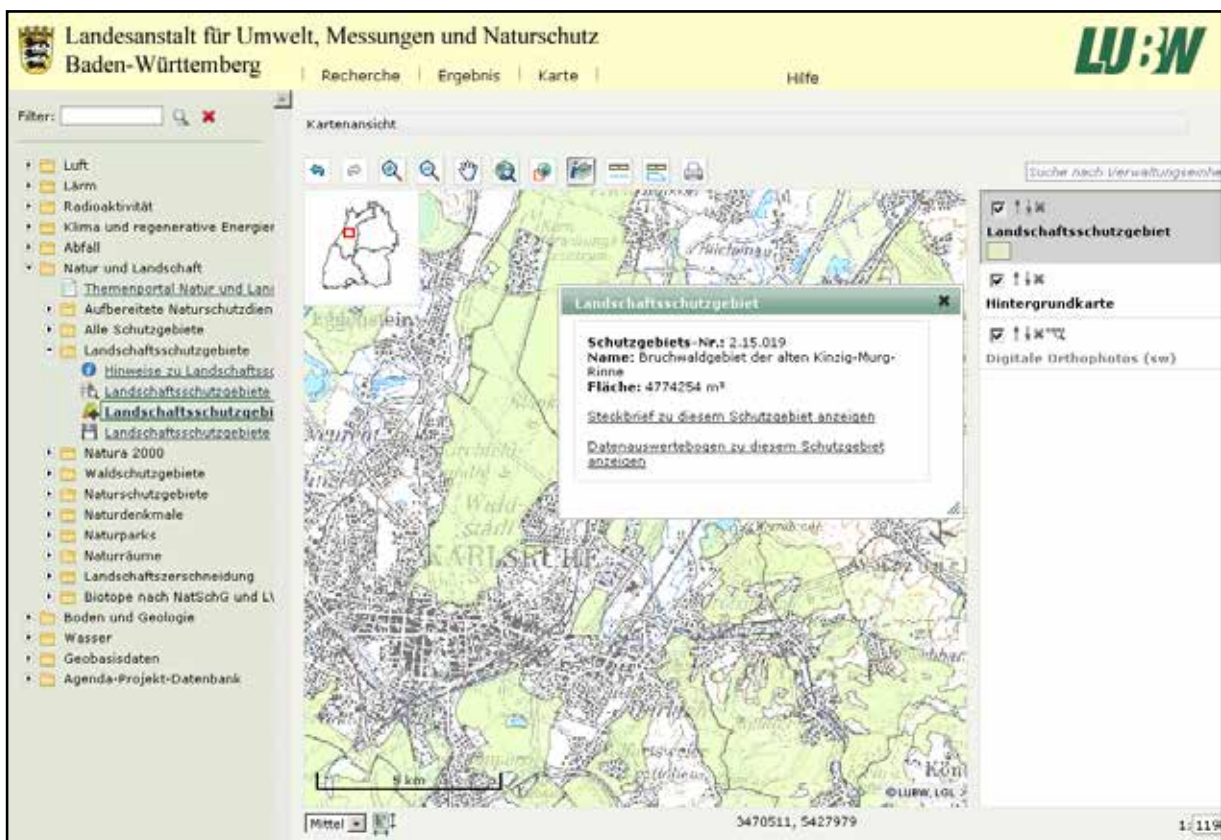 Landesanstalt für Umwelt, Messungen und Naturschutz
Baden-Württemberg
Recherche | Ergebnis | Karte | Hilfe
LUBW
Filter:
Kartenansicht
Luft
Lärm
Radioaktivität
Klima und regenerative Energier
Abfall
Natur und Landschaft
Themenportal Natur und Lan
Aufbereitete Naturschutzdien
Alle Schutzgebiete
Landschaftsschutzgebiete
Hinweise zu Landschaftss
Landschaftsschutzgebiete
Landschaftsschutzgebi
Landschaftsschutzgebiete
Natura 2000
Waldschutzgebiete
Naturschutzgebiete
Naturdenkmale
Naturparks
Naturräume
Landschaftszerschneidung
Biotope nach NatSchG und
Boden und Geologie
Wasser
Geobasisdaten
Agenda-Projekt-Datenbank
Suche nach Verwaltungseinhe
Landschaftsschutzgebiet
Hintergrundkarte
Digitale Orthophotos (sw)
Landschaftsschutzgebiet
Schutzgebiets-Nr.: 2.15.019
Name: Bruchwaldgebiet der alten Kinzig-Murg-
Rinne
Fläche: 4774254 m²
Steckbrief zu diesem Schutzgebiet anzeigen
Datenauswertebogen zu diesem Schutzgebiet
anzeigen
Neureut
Wald-
stadt
KARLSRUHE
5 km
©LUBW, LGL
Mittel
3470511, 5427979
1: 119